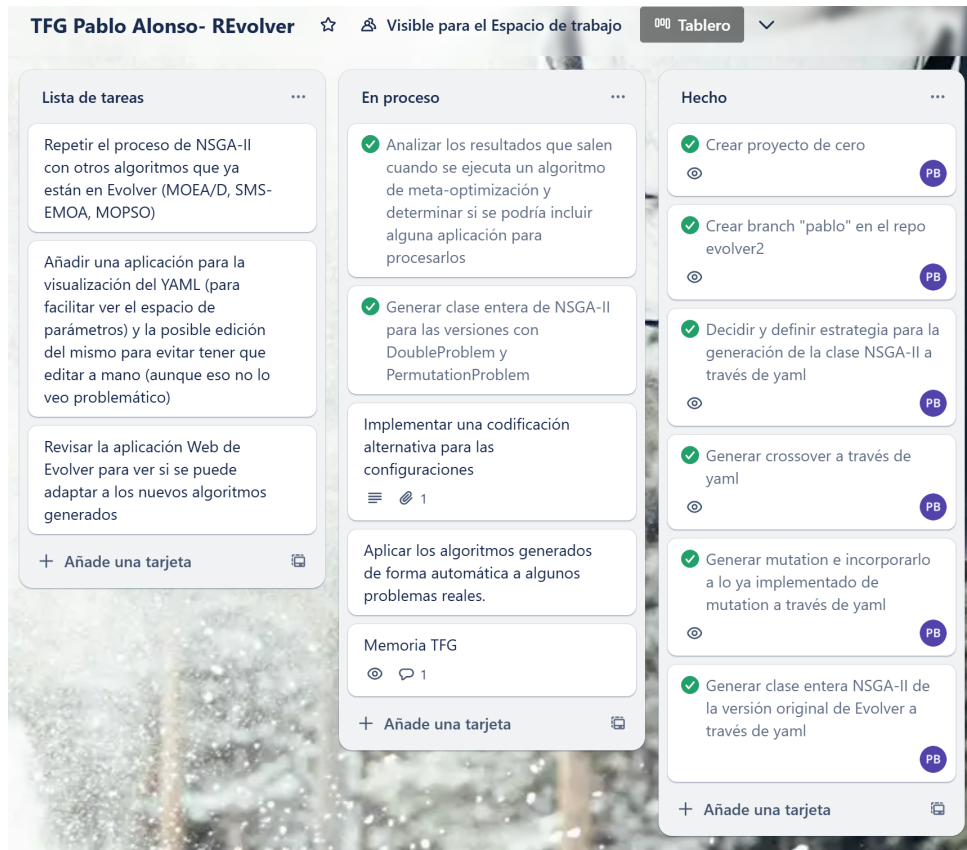 TFG Pablo Alonso- REvolver
Visible para el Espacio de trabajo
Tablero
Lista de tareas
Repetir el proceso de NSGA-II
con otros algoritmos que ya
están en Evolver (MOEA/D, SMS-
EMOA, MOPSO)
Añadir una aplicación para la
visualización del YAML (para
facilitar ver el espacio de
parámetros) y la posible edición
del mismo para evitar tener que
editar a mano (aunque eso no lo
veo problemático)
Revisar la aplicación Web de
Evolver para ver si se puede
adaptar a los nuevos algoritmos
generados
Añade una tarjeta
En proceso
Analizar los resultados que salen
cuando se ejecuta un algoritmo
de meta-optimización y
determinar si se podría incluir
alguna aplicación para
procesarlos
Generar clase entera de NSGA-II
para las versiones con
DoubleProblem y
PermutationProblem
Implementar una codificación
alternativa para las
configuraciones
1
Aplicar los algoritmos generados
de forma automática a algunos
problemas reales.
Memoria TFG
1
Añade una tarjeta
Hecho
Crear proyecto de cero
PB
Crear branch "pablo" en el repo
evolver2
PB
Decidir y definir estrategia para la
generación de la clase NSGA-II a
través de yaml
PB
Generar crossover a través de
yaml
PB
Generar mutation e incorporarlo
a lo ya implementado de
mutation a través de yaml
PB
Generar clase entera NSGA-II de
la versión original de Evolver a
través de yaml
PB
Añade una tarjeta